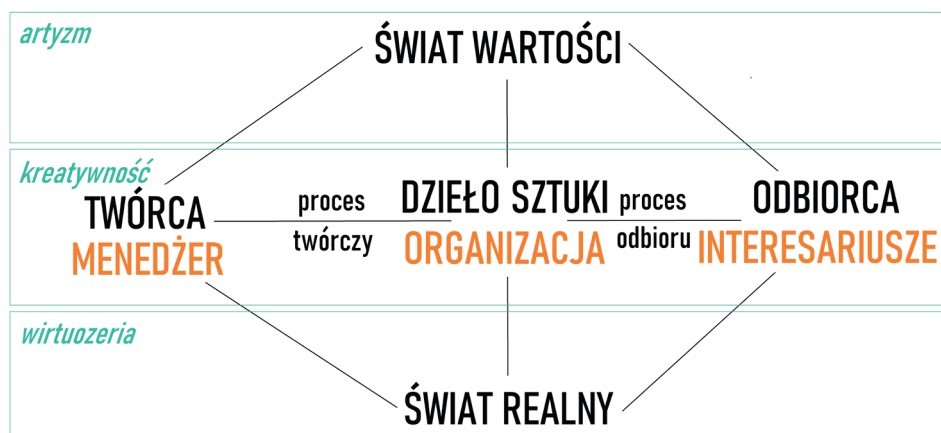 artyzm
ŚWIAT WARTOŚCI
kreatywność
TWÓRCA
MENEDŻER
proces
twórczy
DZIEŁO SZTUKI
ORGANIZACJA
proces
odbioru
ODBIORCA
INTERESARIUSZE
wirtuozeria
ŚWIAT REALNY